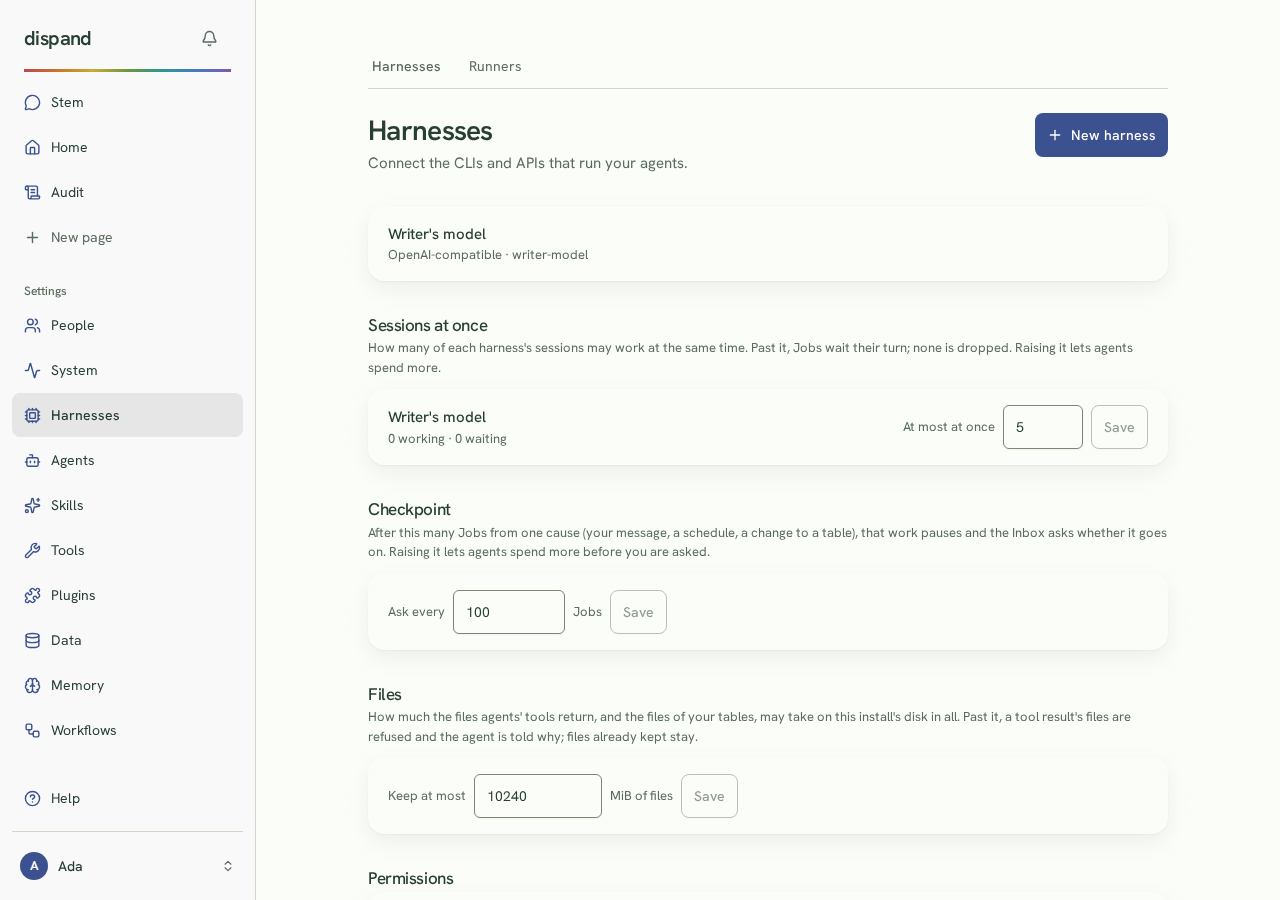 dispand
Stem
Home
Audit
New page
Settings
People
System
Harnesses
Agents
Skills
Tools
Plugins
Data
Memory
Workflows
Help
A Ada
Harnesses Runners
Harnesses
New harness
Connect the CLIs and APIs that run your agents.
Writer's model
OpenAI-compatible · writer-model
Sessions at once
How many of each harness's sessions may work at the same time. Past it, Jobs wait their turn; none is dropped. Raising it lets agents
spend more.
Writer's model
0 working · 0 waiting
At most at once 5 Save
Checkpoint
After this many Jobs from one cause (your message, a schedule, a change to a table), that work pauses and the Inbox asks whether it goes
on. Raising it lets agents spend more before you are asked.
Ask every 100 Jobs Save
Files
How much the files agents' tools return, and the files of your tables, may take on this install's disk in all. Past it, a tool result's files are
refused and the agent is told why; files already kept stay.
Keep at most 10240 MiB of files Save
Permissions